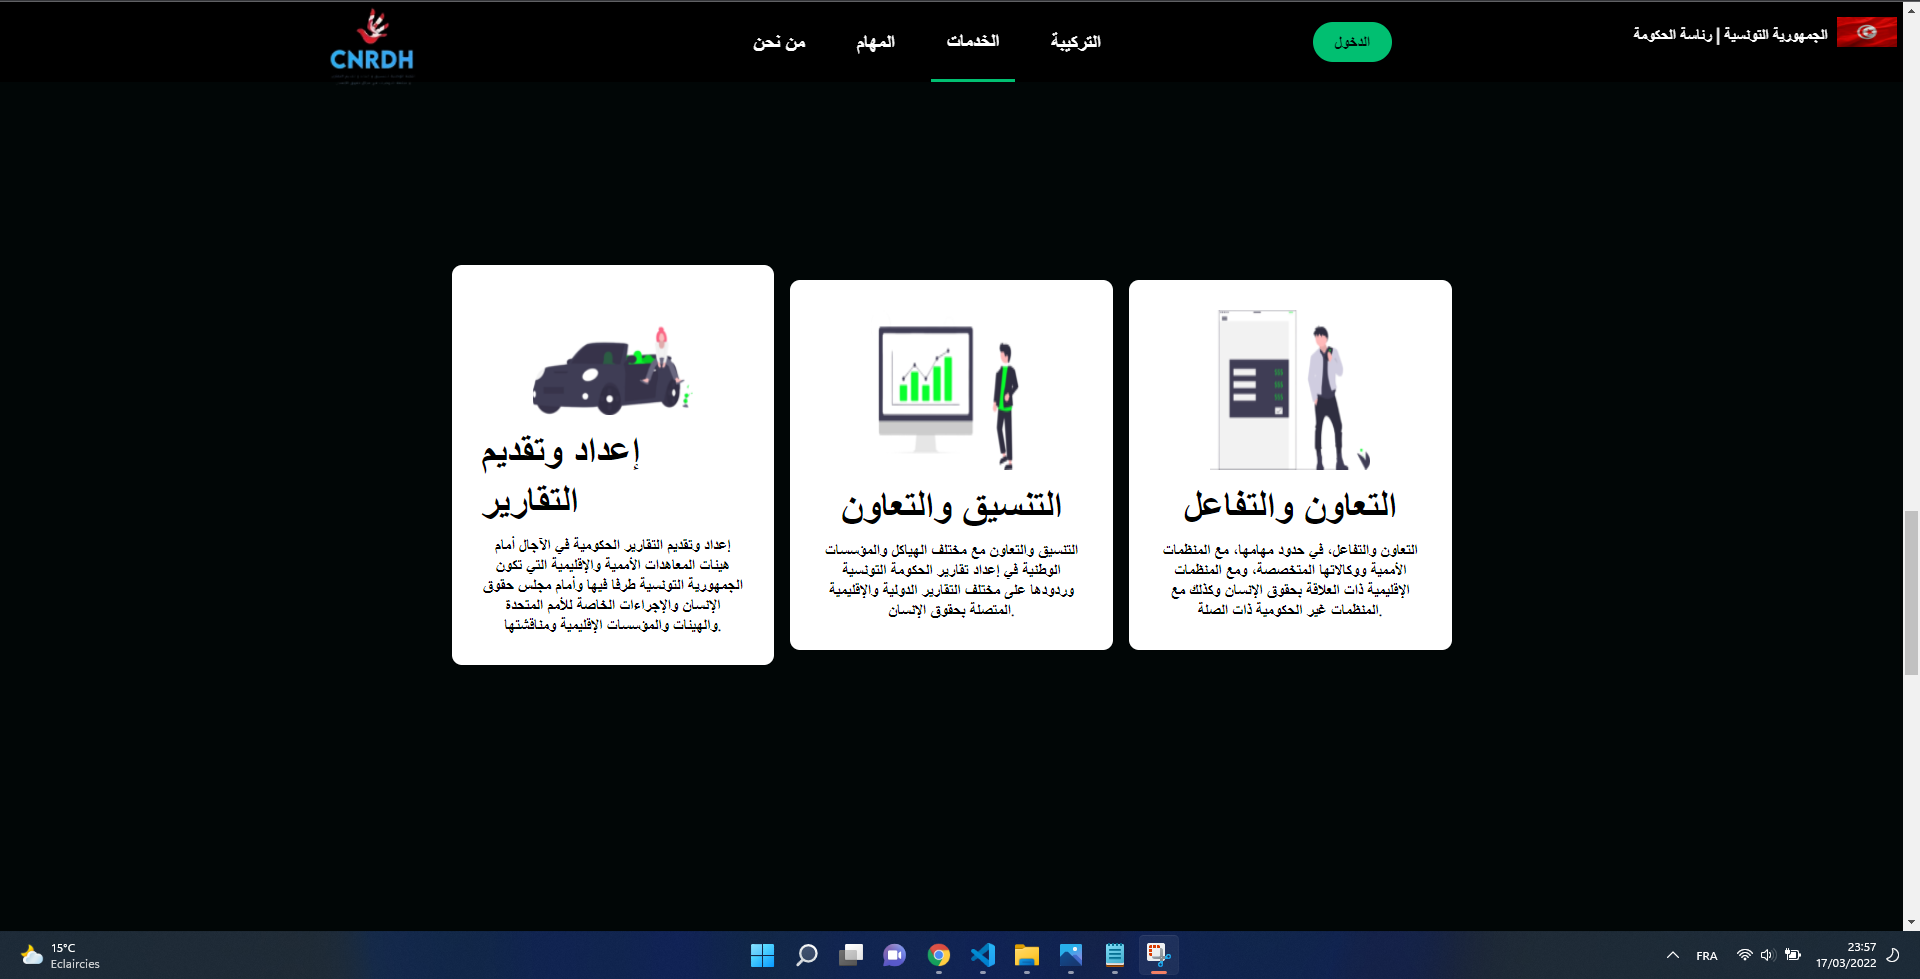 الجمهورية التونسية | رئاسة الحكومة
الدخول
التركيبة
الخدمات
المهام
من نحن
CNRDH
التعاون والتفاعل
التعاون والتفاعل، في حدود مهامها، مع المنظمات
الأممية ووكالاتها المتخصصة، ومع المنظمات
الإقليمية ذات العلاقة بحقوق الإنسان وكذلك مع
المنظمات غير الحكومية ذات الصلة.
التنسيق والتعاون
التنسيق والتعاون مع مختلف الهياكل والمؤسسات
الوطنية في إعداد تقارير الحكومة التونسية
وردودها على مختلف التقارير الدولية والإقليمية
المتصلة بحقوق الإنسان.
إعداد وتقديم
التقارير
إعداد وتقديم التقارير الحكومية في الآجال أمام
هيئات المعاهدات الأممية والإقليمية التي تكون
الجمهورية التونسية طرفا فيها وأمام مجلس حقوق
الإنسان والإجراءات الخاصة للأمم المتحدة
والهيئات والمؤسسات الإقليمية ومناقشتها.
15°C
Eclaircies
FRA
23:57
17/03/2022